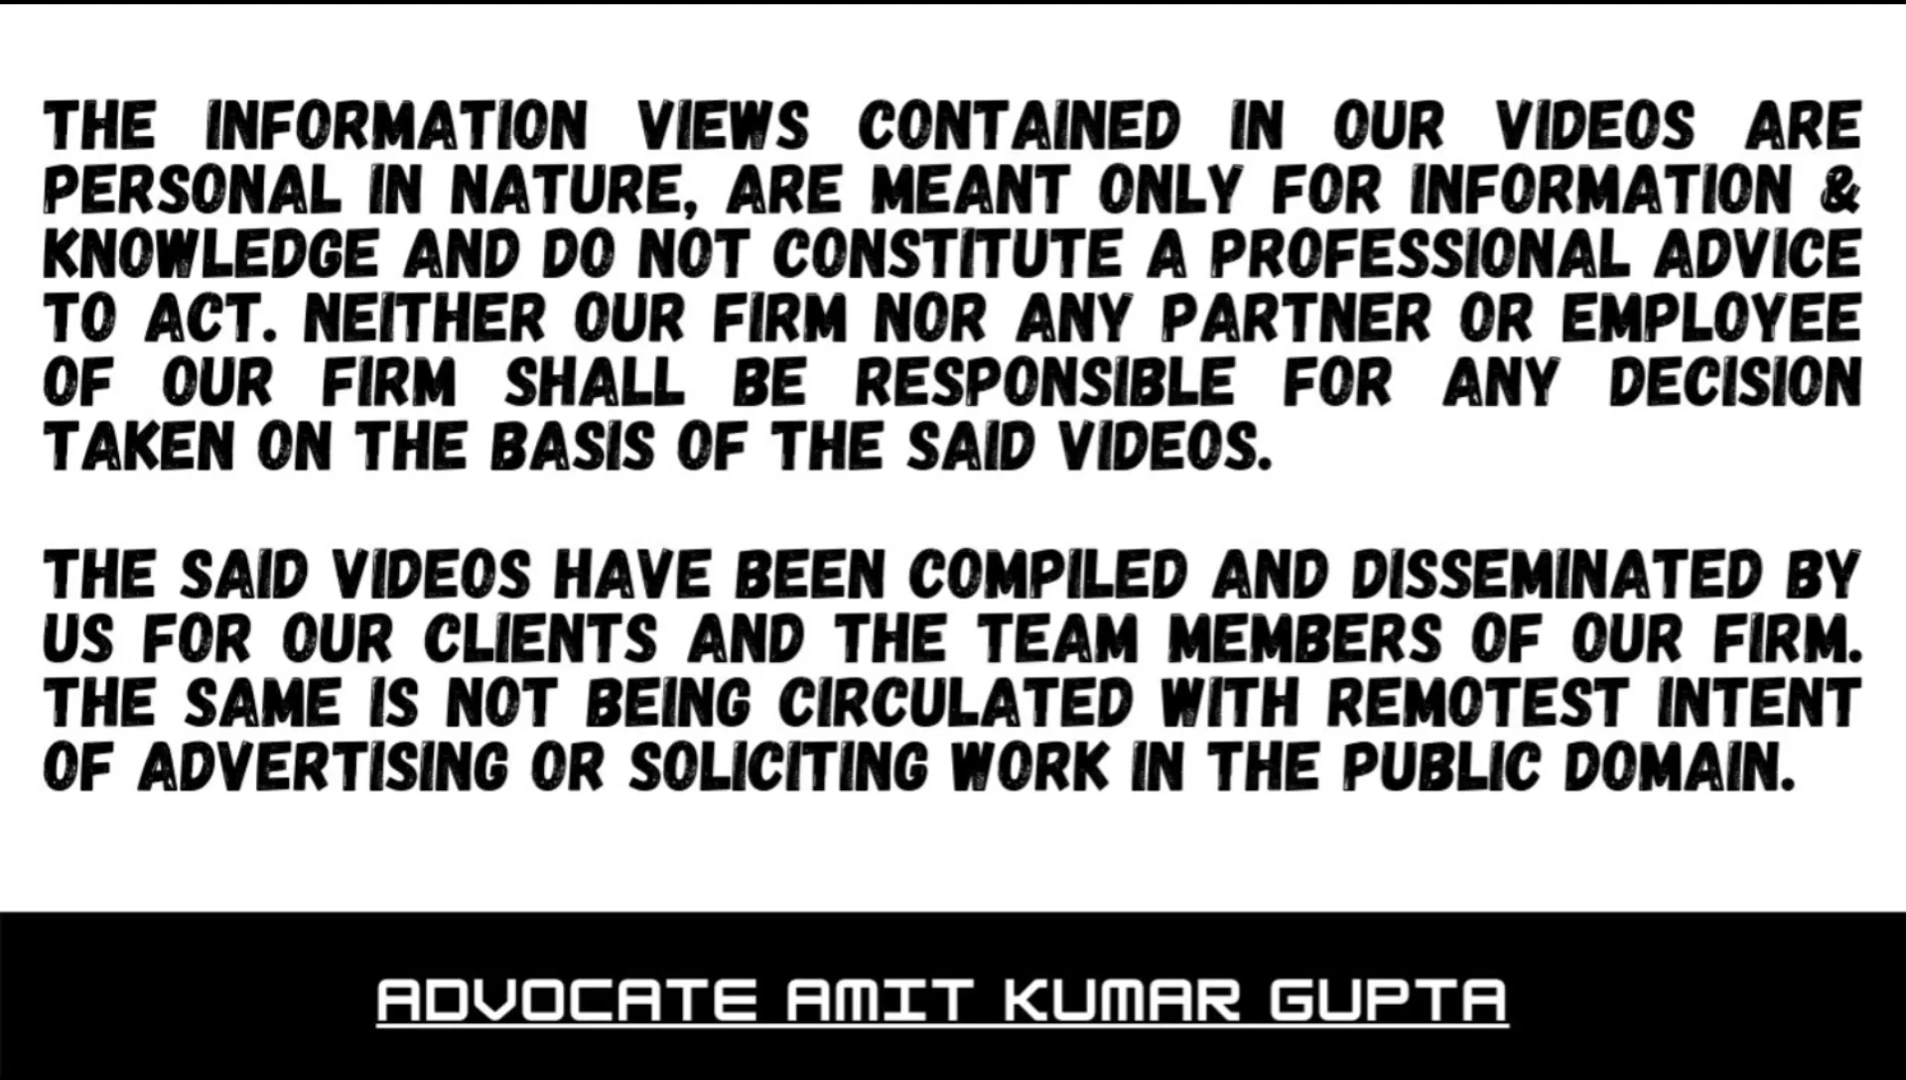 THE INFORMATION VIEWS CONTAINED IN OUR VIDEOS ARE
PERSONAL IN NATURE, ARE MEANT ONLY FOR INFORMATION &
KNOWLEDGE AND DO NOT CONSTITUTE A PROFESSIONAL ADVICE
TO ACT. NEITHER OUR FIRM NOR ANY PARTNER OR EMPLOYEE
OF OUR FIRM SHALL BE RESPONSIBLE FOR ANY DECISION
TAKEN ON THE BASIS OF THE SAID VIDEOS.
THE SAID VIDEOS HAVE BEEN COMPILED AND DISSEMINATED BY
US FOR OUR CLIENTS AND THE TEAM MEMBERS OF OUR FIRM.
THE SAME IS NOT BEING CIRCULATED WITH REMOTEST INTENT
OF ADVERTISING OR SOLICITING WORK IN THE PUBLIC DOMAIN.
ADVOCATE AMIT KUMAR GUPTA